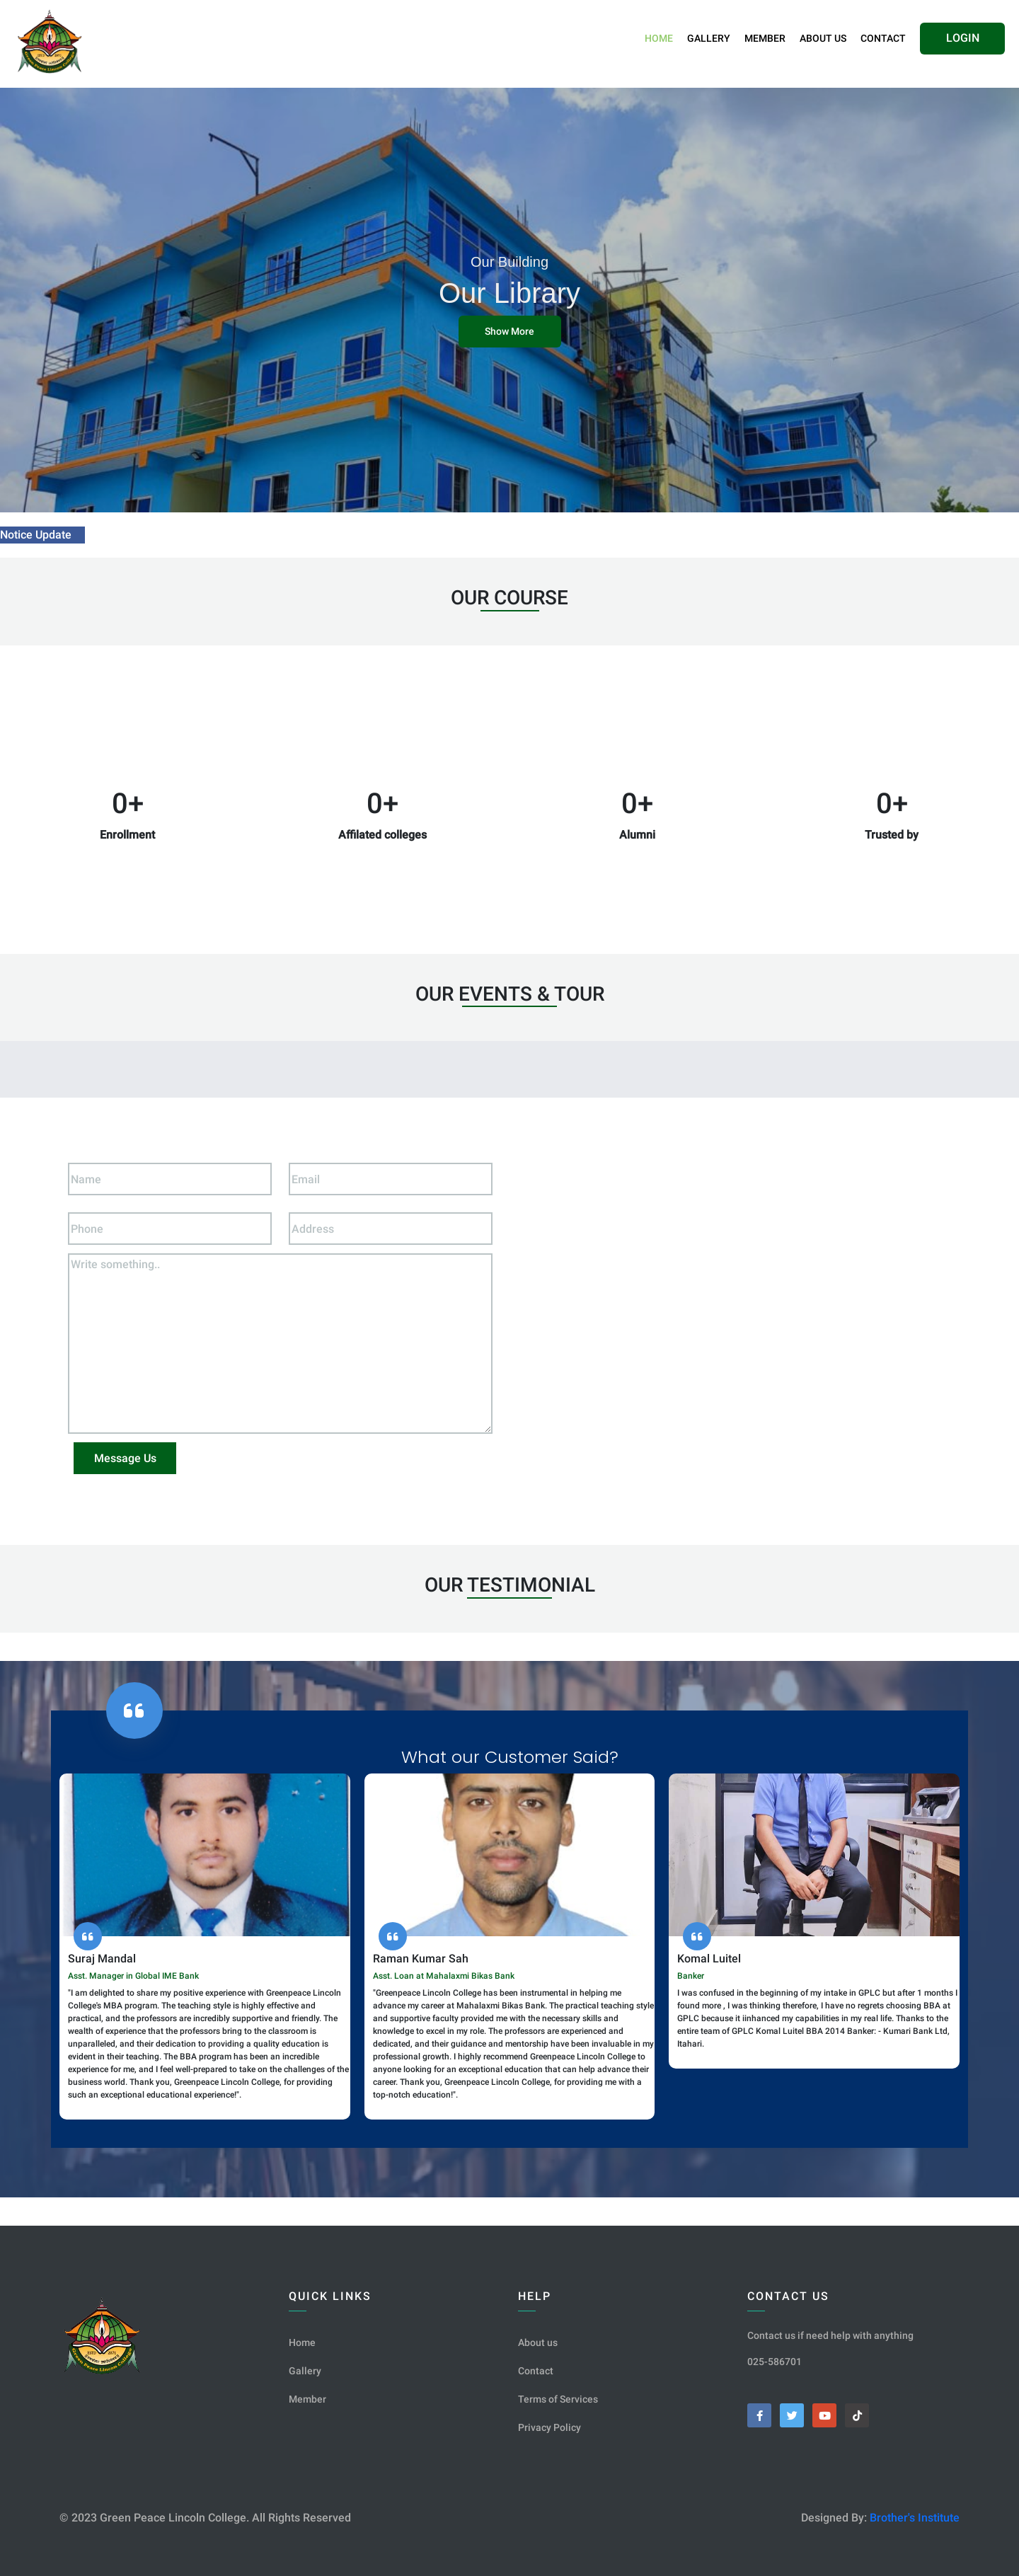 HOME
GALLERY
MEMBER
ABOUT US
CONTACT
LOGIN
Our Building
Our Library
Show More
Notice Update
OUR COURSE
0+
Enrollment
0+
Affilated colleges
0+
Alumni
0+
Trusted by
OUR EVENTS & TOUR
Name
Email
Phone
Address
Write something..
Message Us
OUR TESTIMONIAL
What our Customer Said?
Suraj Mandal
Asst. Manager in Global IME Bank
"I am delighted to share my positive experience with Greenpeace Lincoln
College's MBA program. The teaching style is highly effective and
practical, and the professors are incredibly supportive and friendly. The
wealth of experience that the professors bring to the classroom is
unparalleled, and their dedication to providing a quality education is
evident in their teaching. The BBA program has been an incredible
experience for me, and I feel well-prepared to take on the challenges of the
business world. Thank you, Greenpeace Lincoln College, for providing
such an exceptional educational experience!".
Raman Kumar Sah
Asst. Loan at Mahalaxmi Bikas Bank
"Greenpeace Lincoln College has been instrumental in helping me
advance my career at Mahalaxmi Bikas Bank. The practical teaching style
and supportive faculty provided me with the necessary skills and
knowledge to excel in my role. The professors are experienced and
dedicated, and their guidance and mentorship have been invaluable in my
professional growth. I highly recommend Greenpeace Lincoln College to
anyone looking for an exceptional education that can help advance their
career. Thank you, Greenpeace Lincoln College, for providing me with a
top-notch education!".
Komal Luitel
Banker
I was confused in the beginning of my intake in GPLC but after 1 months I
found more , I was thinking therefore, I have no regrets choosing BBA at
GPLC because it iinhanced my capabilities in my real life. Thanks to the
entire team of GPLC Komal Luitel BBA 2014 Banker: - Kumari Bank Ltd,
Itahari.
QUICK LINKS
Home
Gallery
Member
HELP
About us
Contact
Terms of Services
Privacy Policy
CONTACT US
Contact us if need help with anything
025-586701
© 2023 Green Peace Lincoln College. All Rights Reserved
Designed By: Brother's Institute